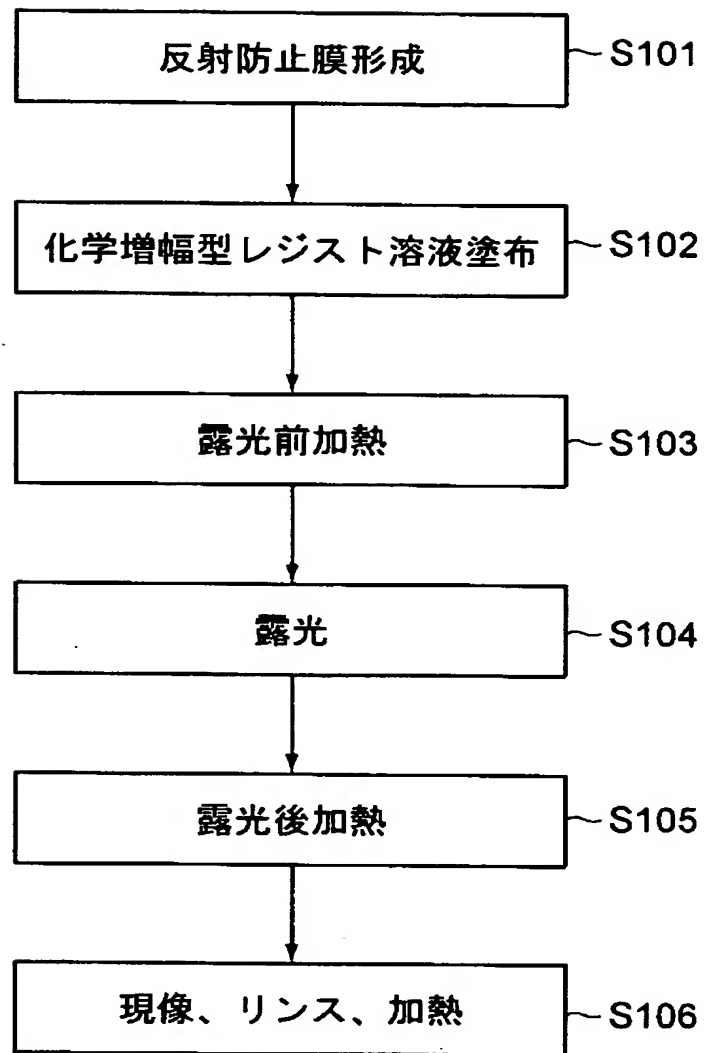 反射防止膜形成 S101
化学増幅型レジスト溶液塗布 S102
露光前加熱 S103
露光 S104
露光後加熱 S105
現像、リンス、加熱 S106